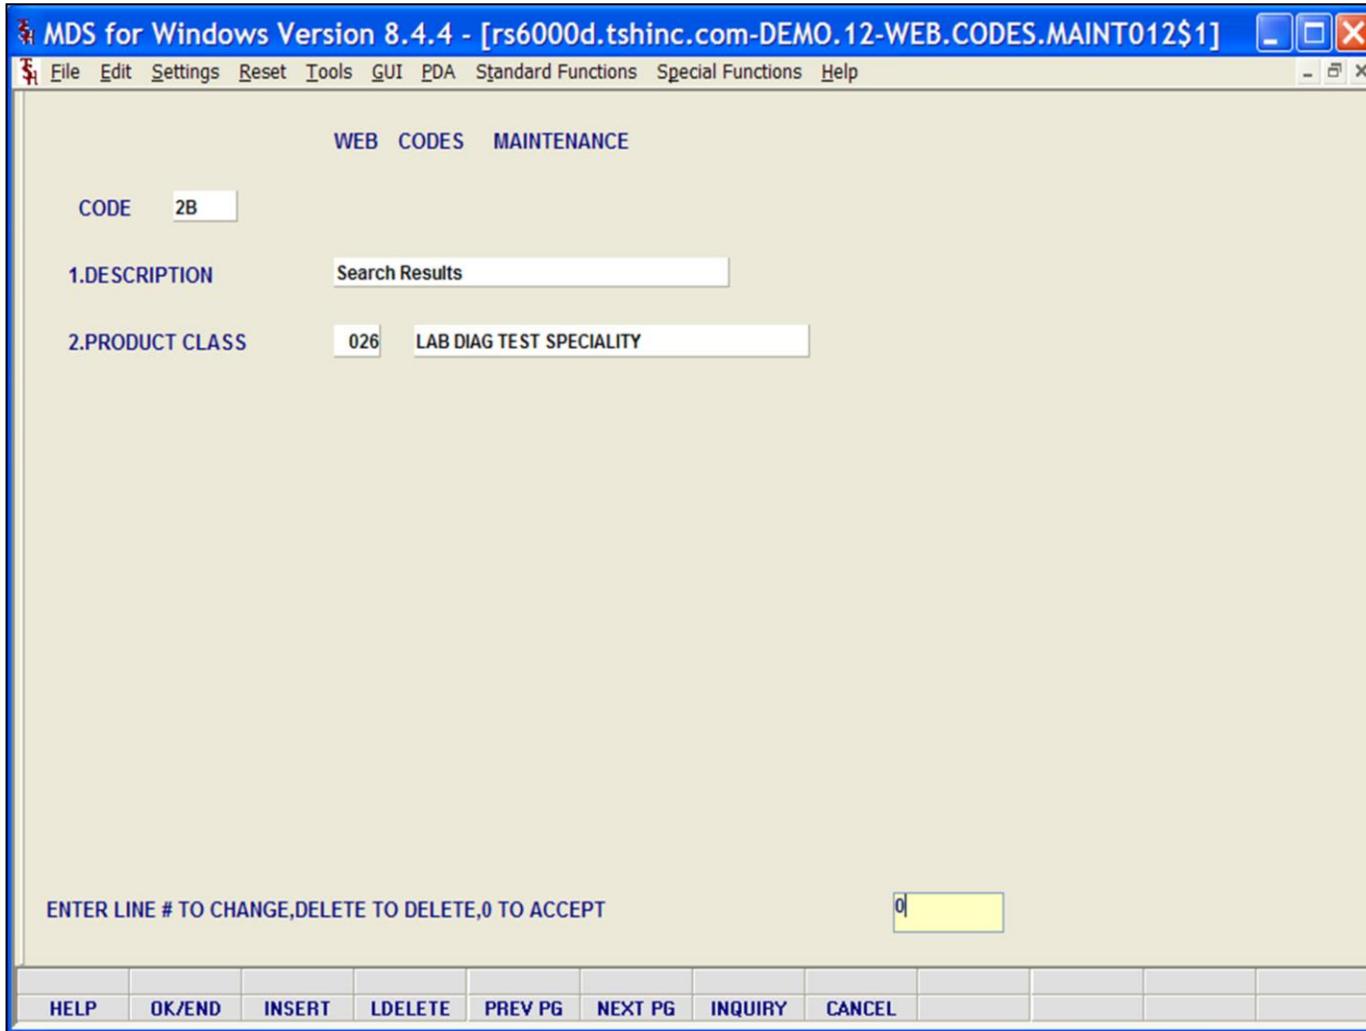 MDS for Windows Version 8.4.4 - [rs6000d.tshinc.com-DEMO.12-WEB.CODES.MAINT012$1]
File Edit Settings Reset Tools GUI PDA Standard Functions Special Functions Help
WEB CODES MAINTENANCE
CODE 2B
1.DESCRIPTION Search Results
2.PRODUCT CLASS 026 LAB DIAG TEST SPECIALITY
ENTER LINE # TO CHANGE,DELETE TO DELETE,0 TO ACCEPT 0
HELP OK/END INSERT LDELETE PREV PG NEXT PG INQUIRY CANCEL